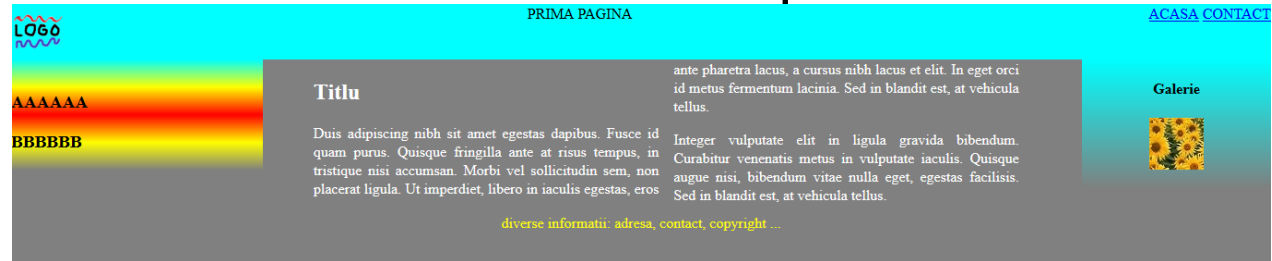 LOGO
PRIMA PAGINA
ACASA CONTACT
AAAAAA
BBBBBB
Titlu
Duis adipiscing nibh sit amet egestas dapibus. Fusce id
quam purus. Quisque fringilla ante at risus tempus, in
tristique nisi accumsan. Morbi vel sollicitudin sem, non
placerat ligula. Ut imperdiet, libero in iaculis egestas, eros
ante pharetra lacus, a cursus nibh lacus et elit. In eget orci
id metus fermentum lacinia. Sed in blandit est, at vehicula
tellus.
Integer vulputate elit in ligula gravida bibendum.
Curabitur venenatis metus in vulputate iaculis. Quisque
augue nisi, bibendum vitae nulla eget, egestas facilisis.
Sed in blandit est, at vehicula tellus.
Galerie
diverse informatii: adresa, contact, copyright ...